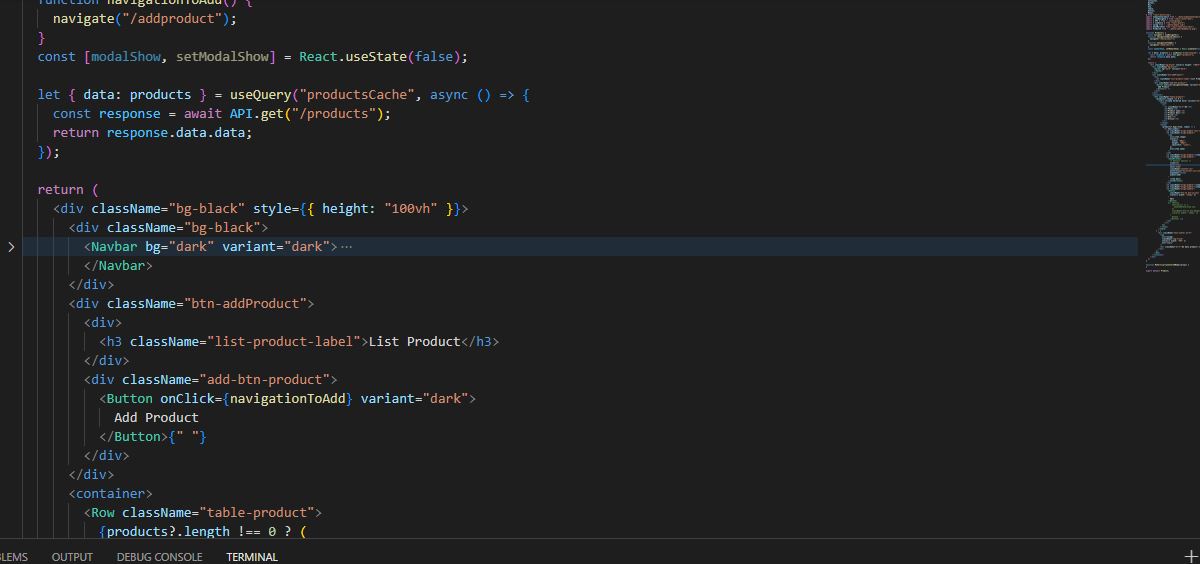 function navigationToAdd() {
navigate("/addproduct");
}
const [modalShow, setModalShow] = React.useState(false);
let { data: products } = useQuery("productsCache", async () => {
const response = await API.get("/products");
return response.data.data;
});
return (
<div className="bg-black" style={{ height: "100vh" }}>
<div className="bg-black">
<Navbar bg="dark" variant="dark">…
</Navbar>
</div>
<div className="btn-addProduct">
<div>
<h3 className="list-product-label">List Product</h3>
</div>
<div className="add-btn-product">
<Button onClick={navigationToAdd} variant="dark">
Add Product
</Button>{" "}
</div>
</div>
<container>
<Row className="table-product">
{products?.length !== 0 ? (
BLEMS OUTPUT DEBUG CONSOLE TERMINAL